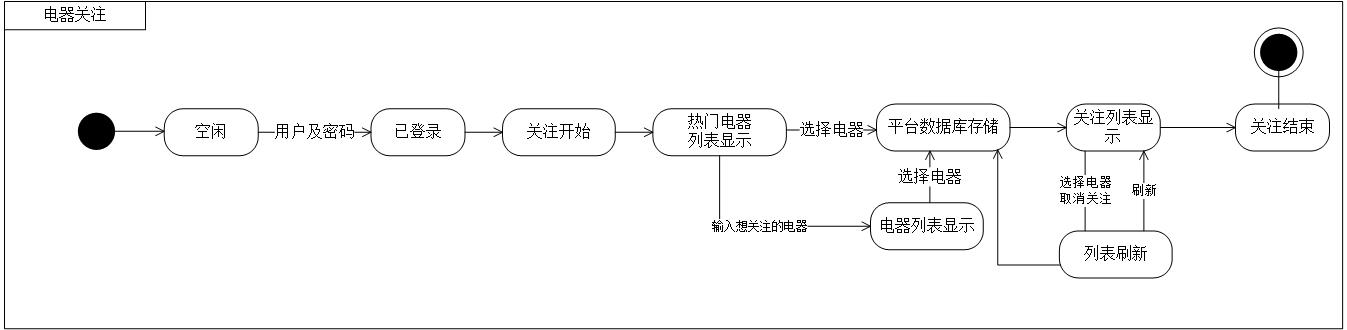 电器关注
空闲
用户及密码
已登录
关注开始
热门电器
列表显示
选择电器
平台数据库存储
关注列表显
示
关注结束
选择电器
选择电器
取消关注
刷新
输入想关注的电器
电器列表显示
列表刷新